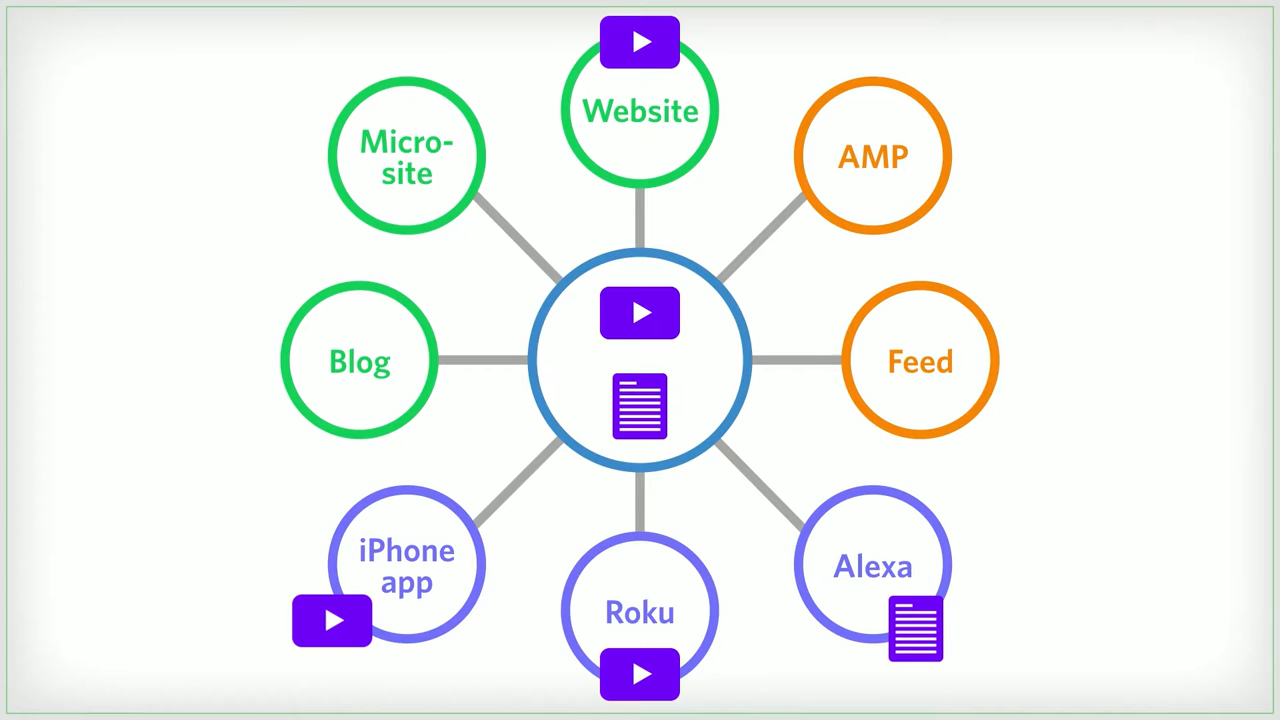 Website
Micro-
site
AMP
Blog
Feed
iPhone
app
Roku
Alexa